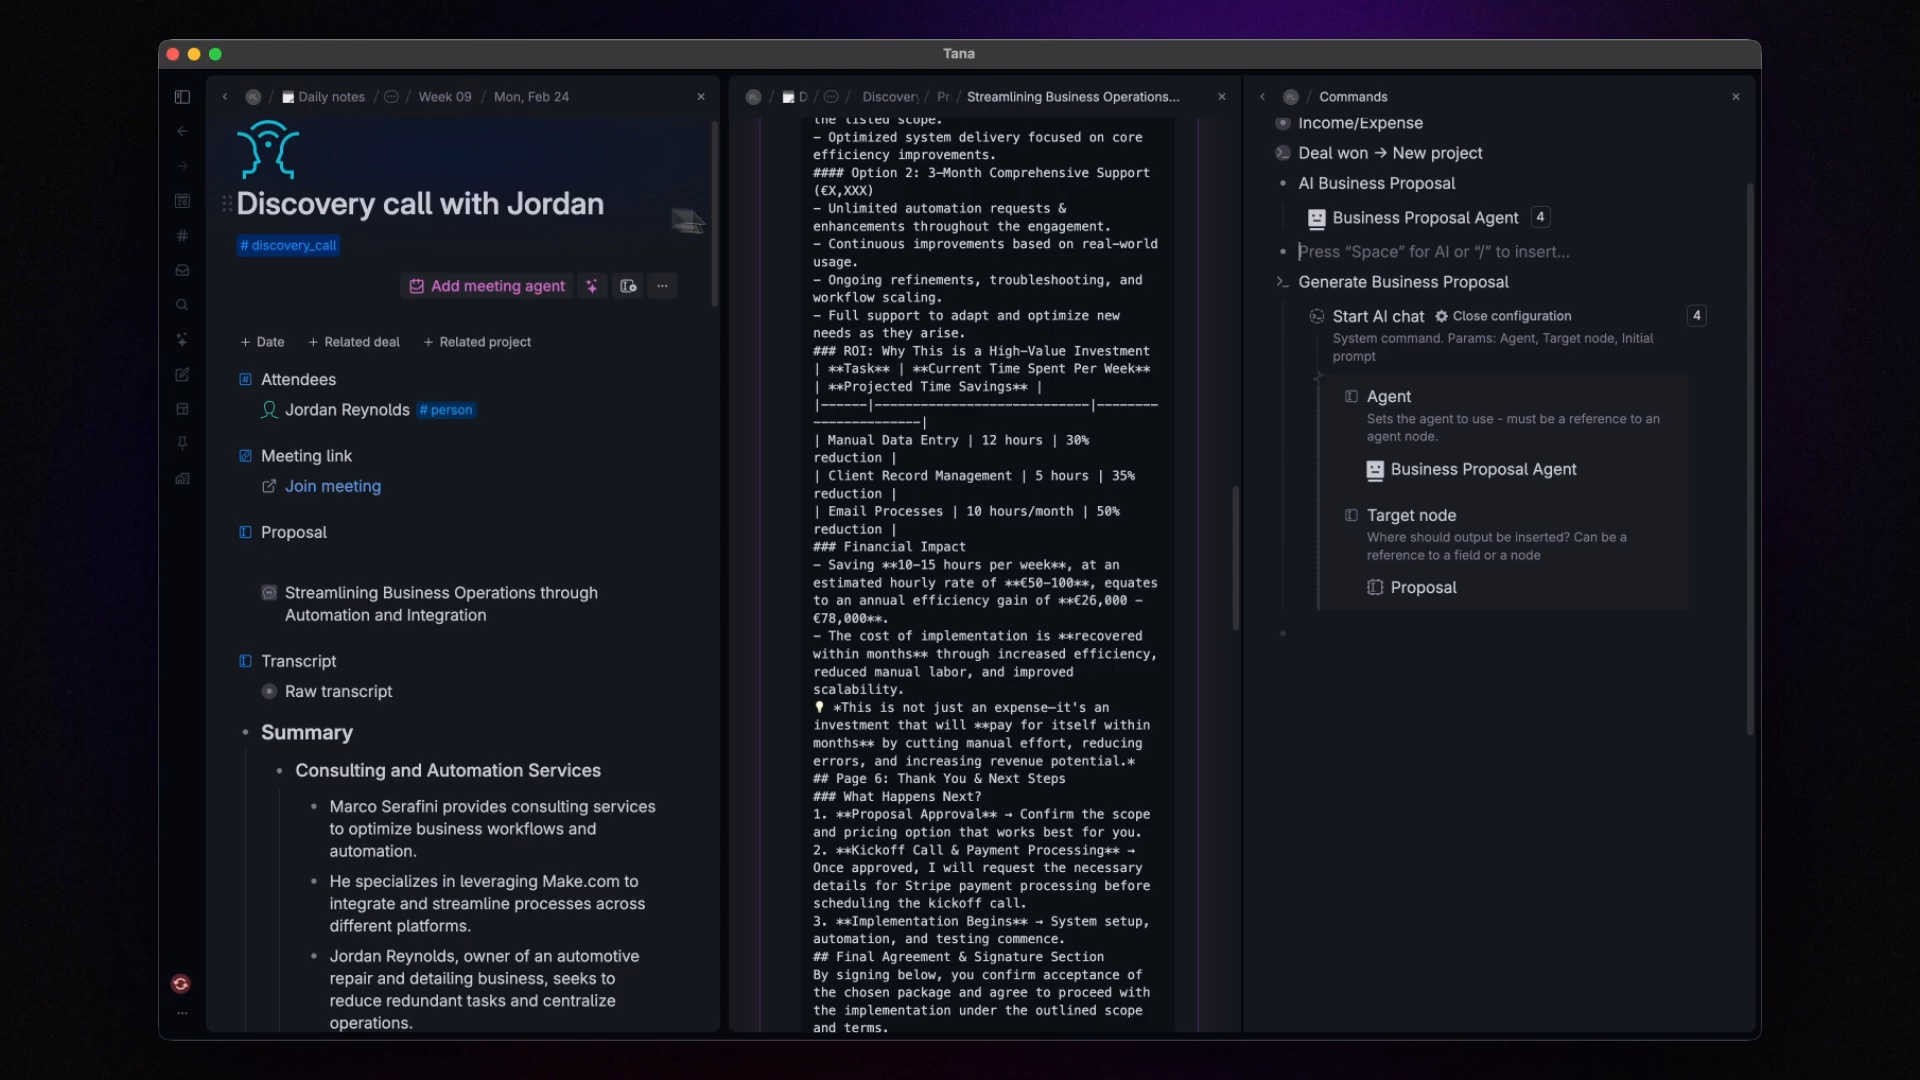 Tana
PL / Daily notes / Week 09 / Mon, Feb 24
Discovery call with Jordan
# discovery_call
Add meeting agent
+ Date + Related deal + Related project
Attendees
Jordan Reynolds # person
Meeting link
Join meeting
Proposal
Streamlining Business Operations through
Automation and Integration
Transcript
Raw transcript
Summary
Consulting and Automation Services
Marco Serafini provides consulting services
to optimize business workflows and
automation.
He specializes in leveraging Make.com to
integrate and streamline processes across
different platforms.
Jordan Reynolds, owner of an automotive
repair and detailing business, seeks to
reduce redundant tasks and centralize
operations.
PL / D / Discover / Pr / Streamlining Business Operations...
the listed scope.
– Optimized system delivery focused on core
efficiency improvements.
#### Option 2: 3–Month Comprehensive Support
(€X,XXX)
– Unlimited automation requests &
enhancements throughout the engagement.
– Continuous improvements based on real–world
usage.
– Ongoing refinements, troubleshooting, and
workflow scaling.
– Full support to adapt and optimize new
needs as they arise.
### ROI: Why This is a High–Value Investment
| **Task** | **Current Time Spent Per Week**
| **Projected Time Savings** |
|––––––|––––––––––––––––––––––––––––|––––––––
––––––––––––––|
| Manual Data Entry | 12 hours | 30%
reduction |
| Client Record Management | 5 hours | 35%
reduction |
| Email Processes | 10 hours/month | 50%
reduction |
### Financial Impact
– Saving **10–15 hours per week**, at an
estimated hourly rate of **€50–100**, equates
to an annual efficiency gain of **€26,000 –
€78,000**.
– The cost of implementation is **recovered
within months** through increased efficiency,
reduced manual labor, and improved
scalability.
💡 *This is not just an expense—it's an
investment that will **pay for itself within
months** by cutting manual effort, reducing
errors, and increasing revenue potential.*
## Page 6: Thank You & Next Steps
### What Happens Next?
1. **Proposal Approval** → Confirm the scope
and pricing option that works best for you.
2. **Kickoff Call & Payment Processing** →
Once approved, I will request the necessary
details for Stripe payment processing before
scheduling the kickoff call.
3. **Implementation Begins** → System setup,
automation, and testing commence.
## Final Agreement & Signature Section
By signing below, you confirm acceptance of
the chosen package and agree to proceed with
the implementation under the outlined scope
and terms.
PL / Commands
Income/Expense
Deal won → New project
AI Business Proposal
Business Proposal Agent 4
Press “Space” for AI or “/” to insert...
Generate Business Proposal
Start AI chat Close configuration 4
System command. Params: Agent, Target node, Initial
prompt
Agent
Sets the agent to use - must be a reference to an
agent node.
Business Proposal Agent
Target node
Where should output be inserted? Can be a
reference to a field or a node
Proposal